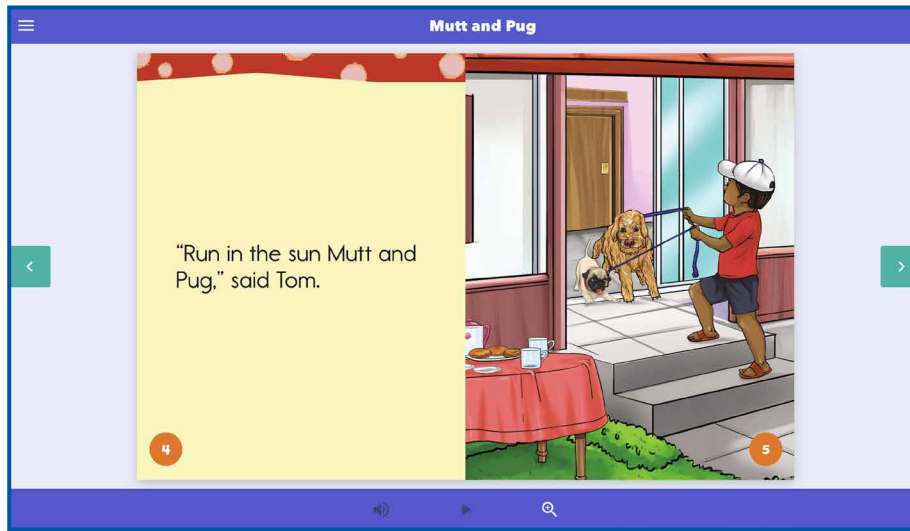 Mutt and Pug
“Run in the sun Mutt and
Pug,” said Tom.
4
5